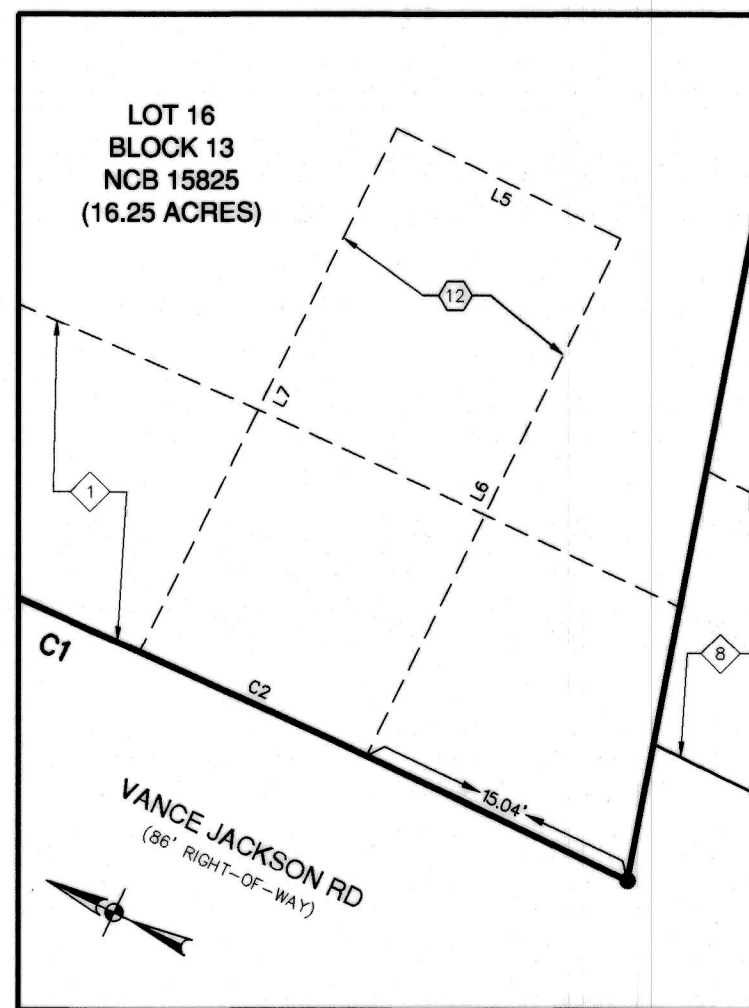 LOT 16
BLOCK 13
NCB 15825
(16.25 ACRES)
L5
12
L7
L6
1
8
C1
C2
15.04'
VANCE JACKSON RD
(86' RIGHT-OF-WAY)